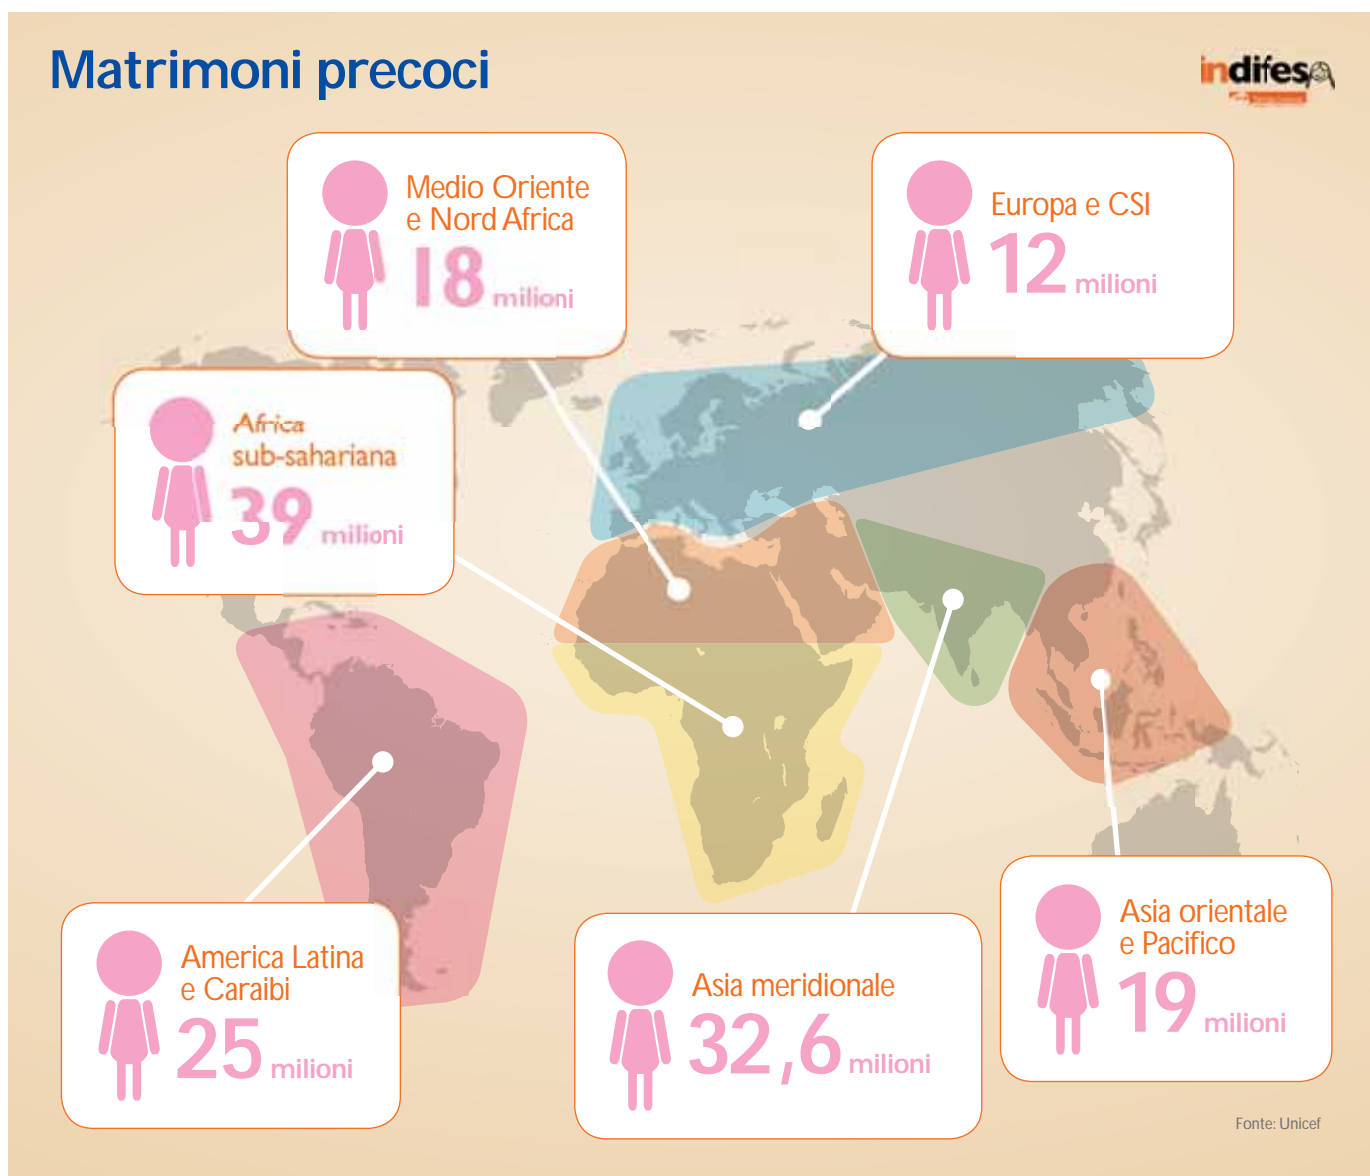 Matrimoni precoci
indifesa
Medio Oriente
e Nord Africa
18 milioni
Europa e CSI
12 milioni
Africa
sub-sahariana
39 milioni
America Latina
e Caraibi
25 milioni
Asia meridionale
32,6 milioni
Asia orientale
e Pacifico
19 milioni
Fonte: Unicef